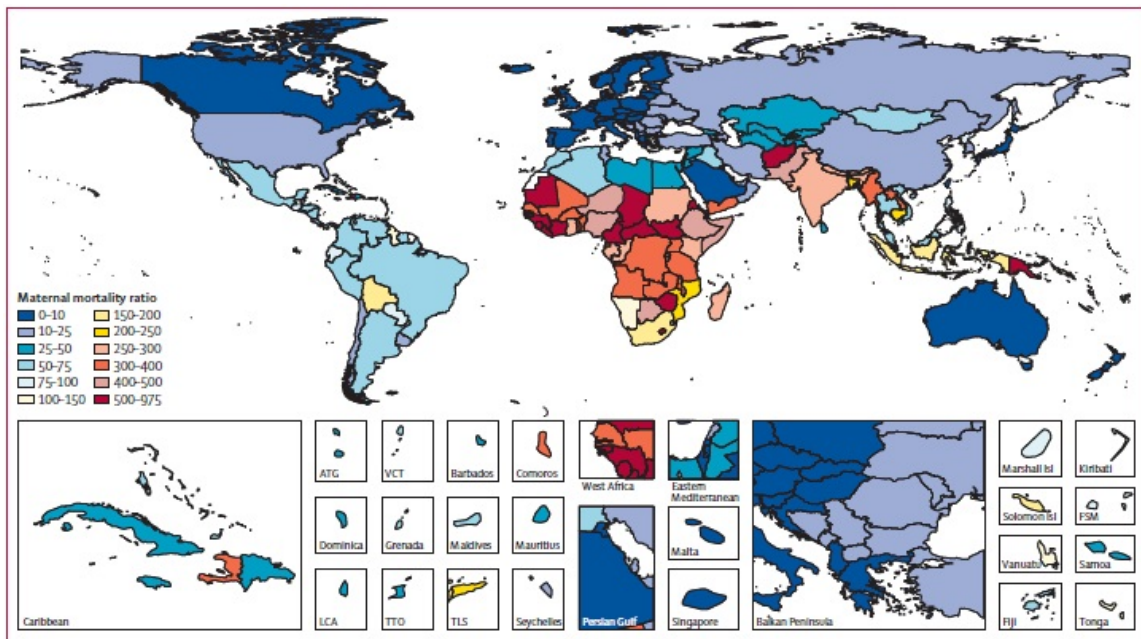 Maternal mortality ratio
0–10
10–25
25–50
50–75
75–100
100–150
150–200
200–250
250–300
300–400
400–500
500–975
Caribbean
ATG
VCT
Barbados
Comoros
Dominica
Grenada
Maldives
Mauritius
LCA
TTO
TLS
Seychelles
West Africa
Eastern
Mediterranean
Persian Gulf
Malta
Singapore
Balkan Peninsula
Marshall Isl
Kiribati
Solomon Isl
FSM
Vanuatu
Samoa
Fiji
Tonga